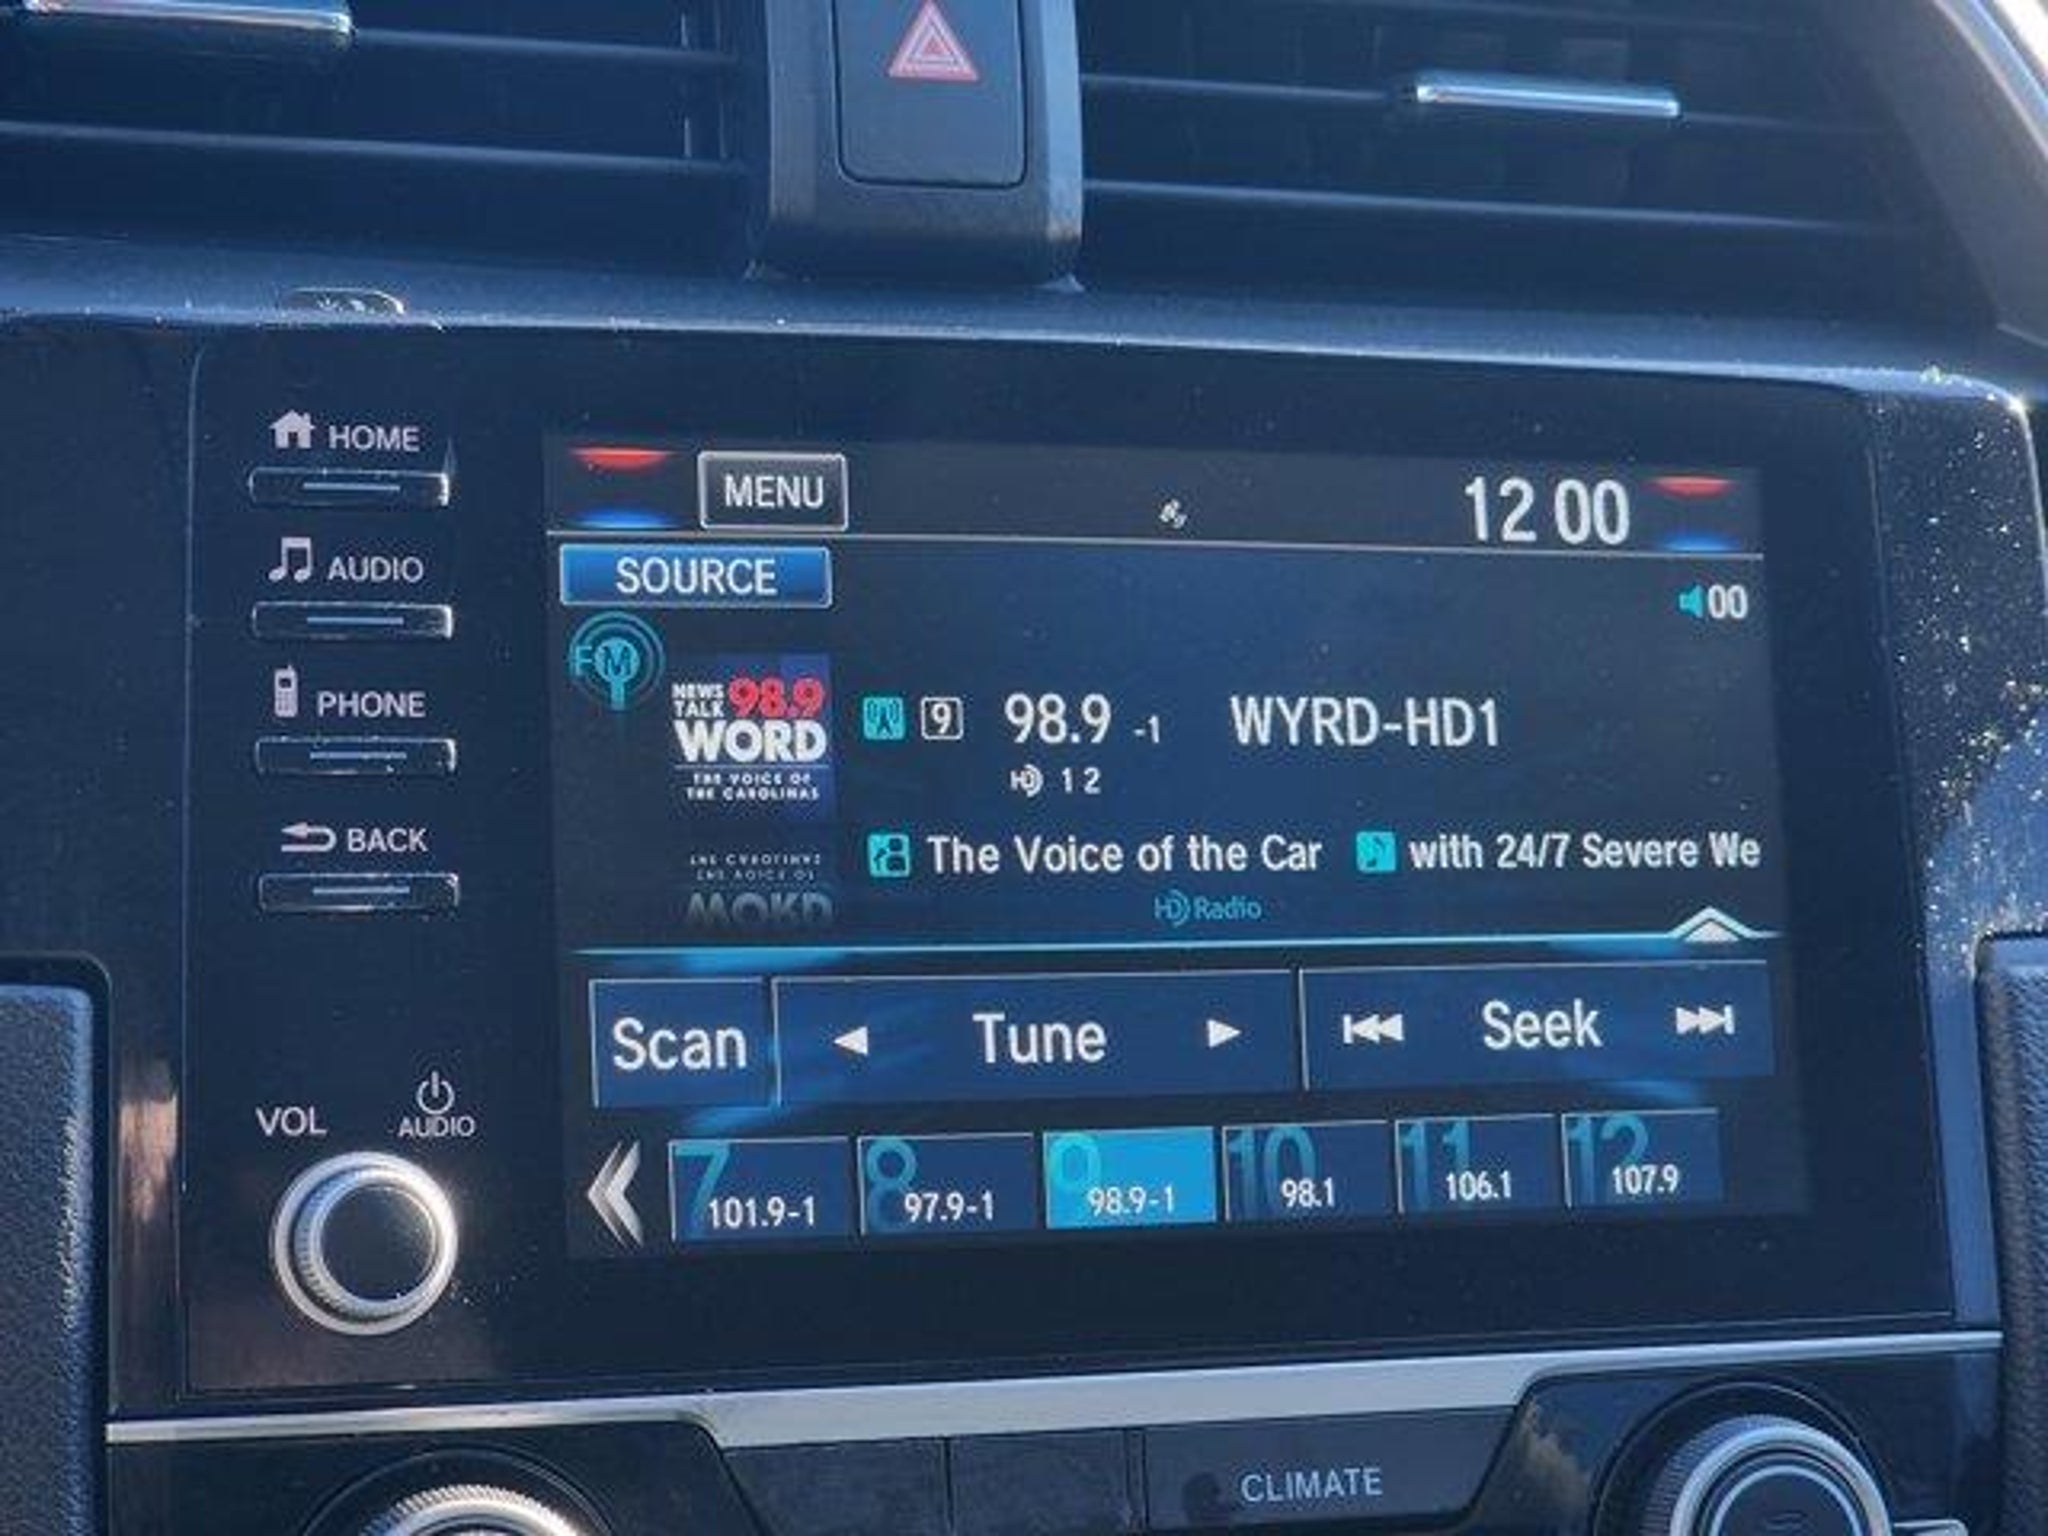 HOME
MENU
12 00
AUDIO
SOURCE
00
FM
PHONE
NEWS TALK 98.9
WORD
THE VOICE OF
THE CAROLINAS
9 98.9 -1 WYRD-HD1
HD 1 2
BACK
The Voice of the Car with 24/7 Severe We
HD Radio
Scan Tune Seek
VOL AUDIO
7 101.9-1
8 97.9-1
9 98.9-1
10 98.1
11 106.1
12 107.9
CLIMATE